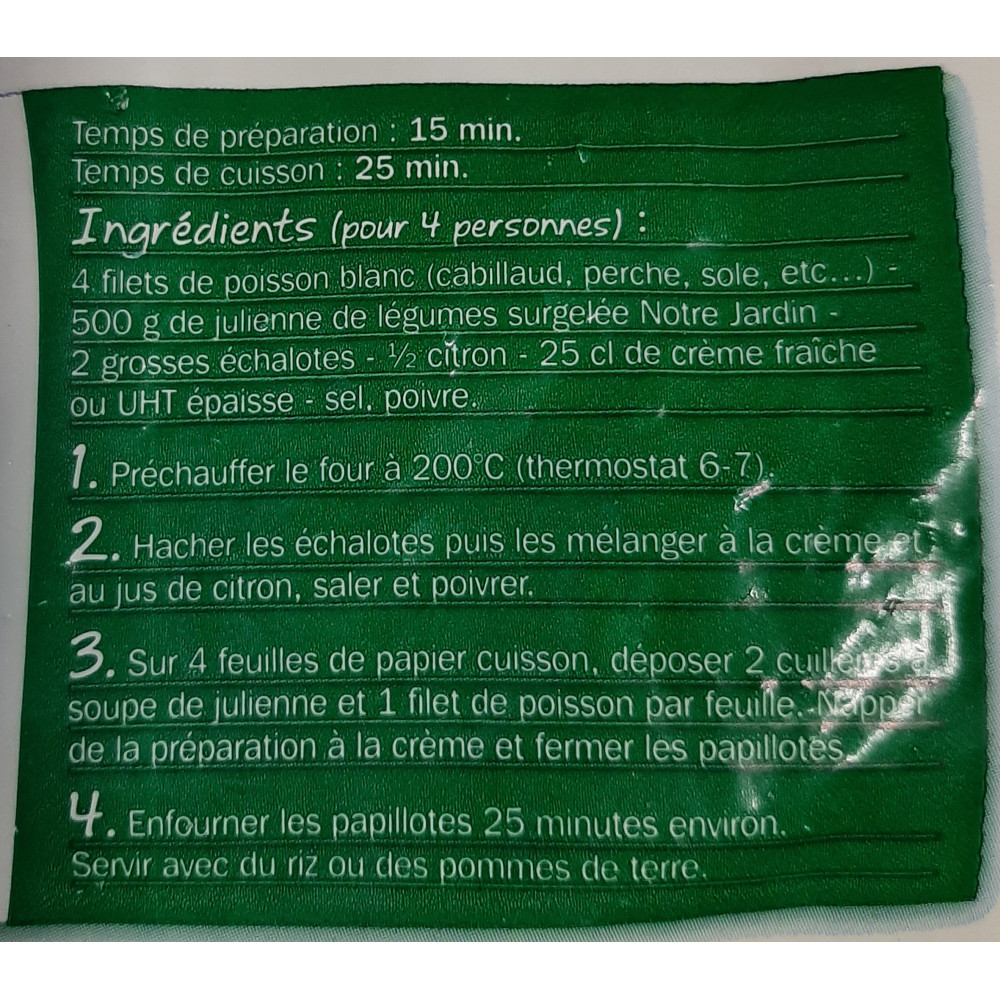 Temps de préparation : 15 min.
Temps de cuisson : 25 min.
Ingrédients (pour 4 personnes) :
4 filets de poisson blanc (cabillaud, perche, sole, etc...) -
500 g de julienne de légumes surgelée Notre Jardin -
2 grosses échalotes - ½ citron - 25 cl de crème fraîche
ou UHT épaisse - sel, poivre.
1. Préchauffer le four à 200°C (thermostat 6-7).
2. Hacher les échalotes puis les mélanger à la crème et
au jus de citron, saler et poivrer.
3. Sur 4 feuilles de papier cuisson, déposer 2 cuillères à
soupe de julienne et 1 filet de poisson par feuille. Napper
de la préparation à la crème et fermer les papillotes.
4. Enfourner les papillotes 25 minutes environ.
Servir avec du riz ou des pommes de terre.